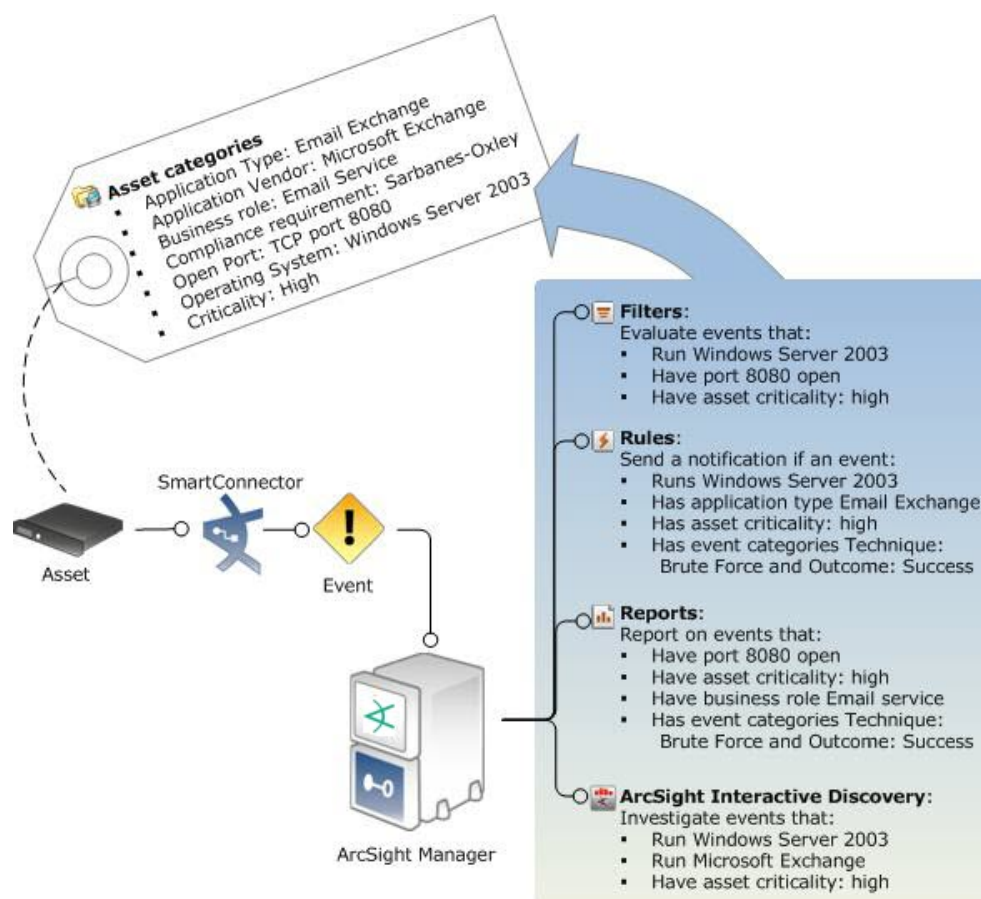 Asset categories
▪ Application Type: Email Exchange
▪ Application Vendor: Microsoft Exchange
▪ Business role: Email Service
▪ Compliance requirement: Sarbanes-Oxley
▪ Open Port: TCP port 8080
▪ Operating System: Windows Server 2003
▪ Criticality: High
SmartConnector
Asset
Event
ArcSight Manager
Filters:
Evaluate events that:
▪ Run Windows Server 2003
▪ Have port 8080 open
▪ Have asset criticality: high
Rules:
Send a notification if an event:
▪ Runs Windows Server 2003
▪ Has application type Email Exchange
▪ Has asset criticality: high
▪ Has event categories Technique:
Brute Force and Outcome: Success
Reports:
Report on events that:
▪ Have port 8080 open
▪ Have asset criticality: high
▪ Have business role Email service
▪ Has event categories Technique:
Brute Force and Outcome: Success
ArcSight Interactive Discovery:
Investigate events that:
▪ Run Windows Server 2003
▪ Run Microsoft Exchange
▪ Have asset criticality: high